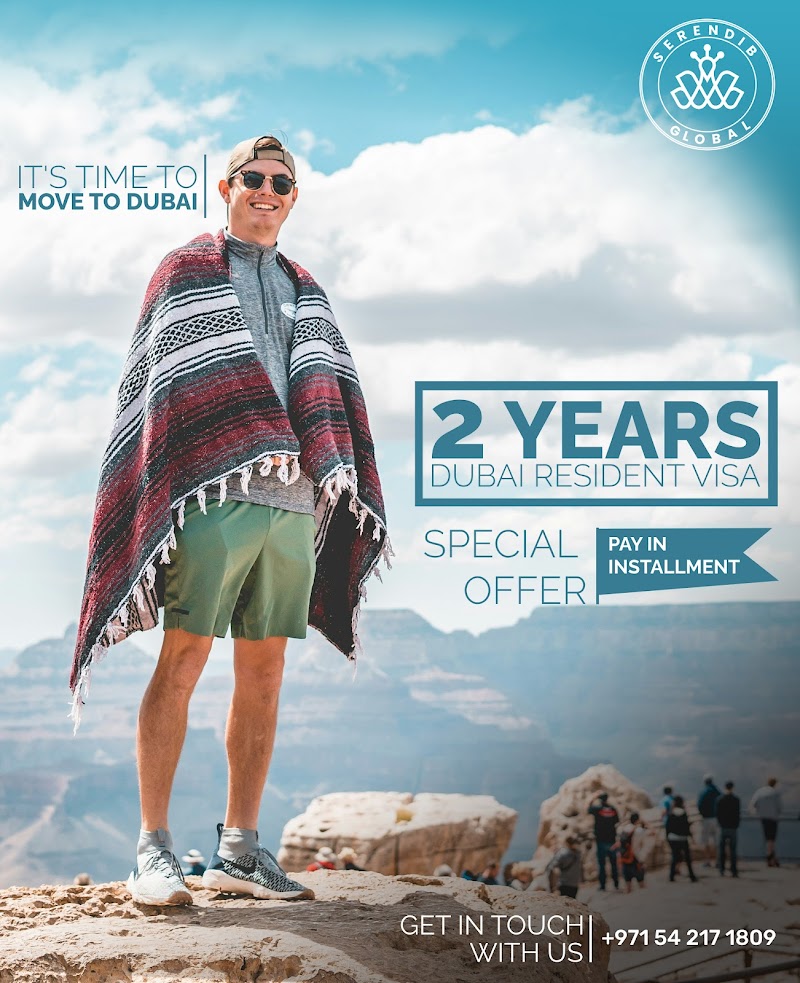 SERENDIB
GLOBAL
IT'S TIME TO
MOVE TO DUBAI
2 YEARS
DUBAI RESIDENT VISA
SPECIAL
OFFER
PAY IN
INSTALLMENT
GET IN TOUCH
WITH US
+971 54 217 1809